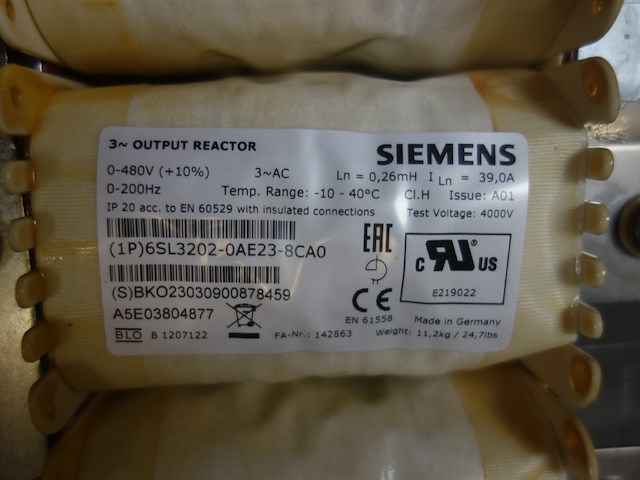 3~ OUTPUT REACTOR
SIEMENS
0-480V (+10%) 3~AC Ln = 0,26mH I Ln = 39,0A
0-200Hz Temp. Range: -10 - 40°C Cl.H Issue: A01
IP 20 acc. to EN 60529 with insulated connections Test Voltage: 4000V
(1P)6SL3202-0AE23-8CA0
EAC
c RU US
E219022
(S)BKO23030900878459
CE
A5E03804877
EN 61558
Made in Germany
BLO B 1207122 FA-Nr.: 142863 Weight: 11,2kg / 24,7lbs